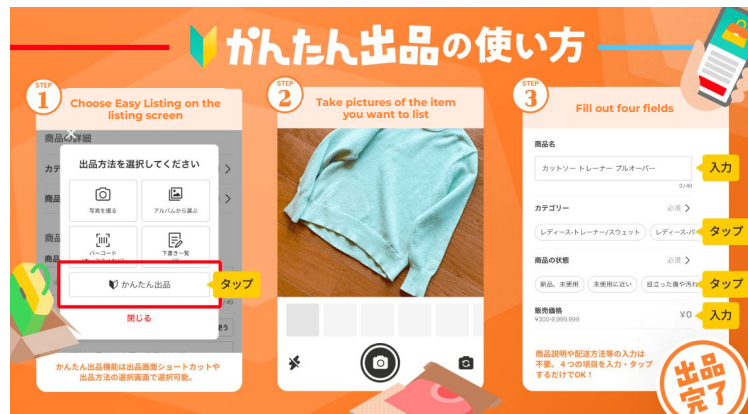 かんたん出品の使い方
STEP
1
Choose Easy Listing on the
listing screen
商品の詳細
出品方法を選択してください
写真を撮る
アルバムから選ぶ
バーコード
下書き一覧
かんたん出品
タップ
閉じる
かんたん出品機能は出品画面ショートカットや
出品方法の選択画面で選択可能。
STEP
2
Take pictures of the item
you want to list
STEP
3
Fill out four fields
商品名
カットソー トレーナー プルオーバー
入力
0/40
カテゴリー
必須
レディース-トレーナー/スウェット
レディース-パ
タップ
商品の状態
必須
新品、未使用
未使用に近い
目立った傷や汚れ
タップ
販売価格
¥300-9,999,999
¥0
入力
商品説明や配送方法等の入力は
不要。4つの項目を入力・タップ
するだけでOK！
出品
完了